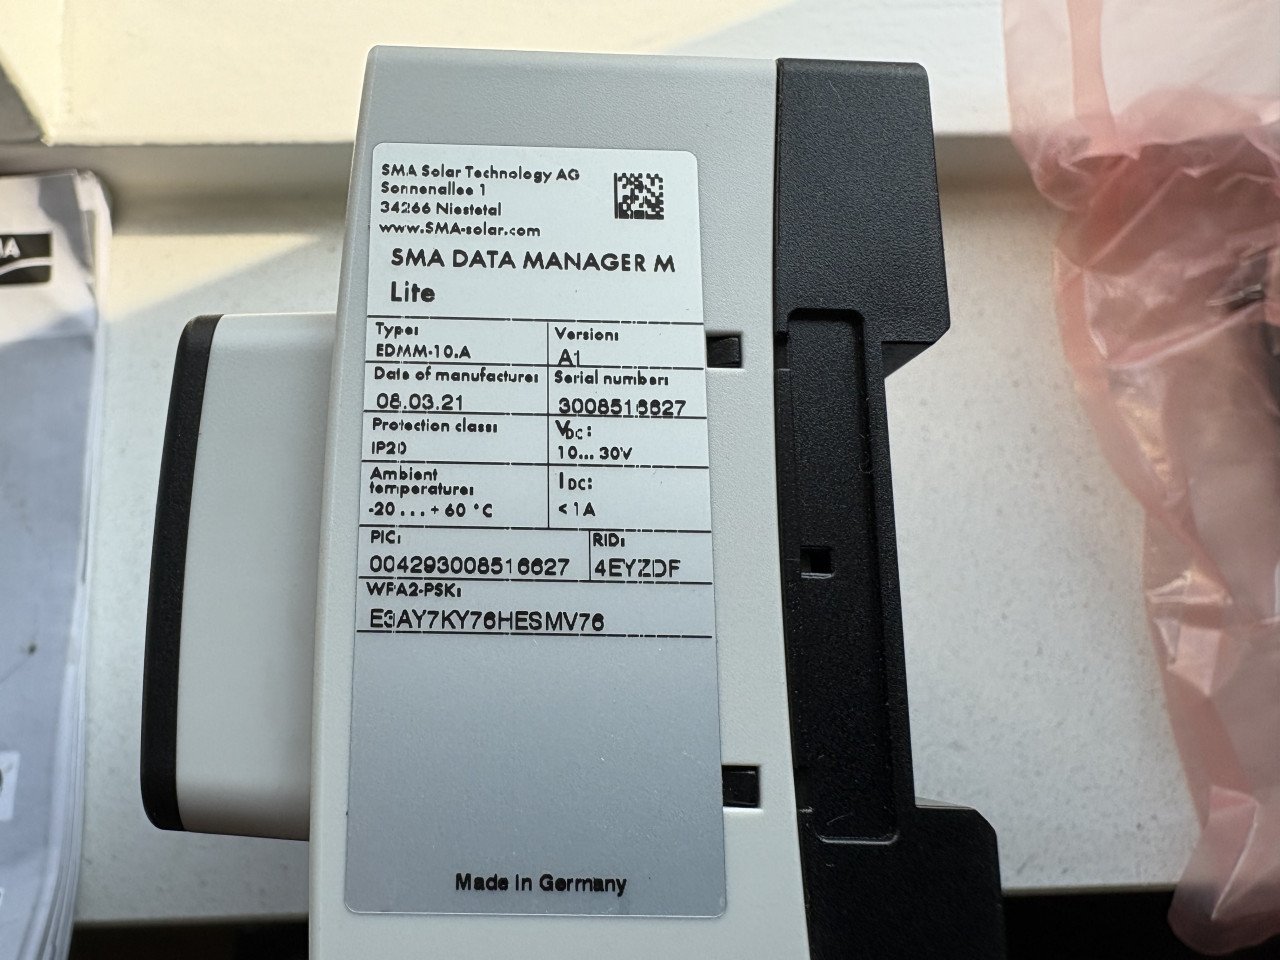 SMA Solar Technology AG
Sonnenallee 1
34266 Niestetal
www.SMA-solar.com
SMA DATA MANAGER M
Lite
Type:
EDMM-10.A
Version:
A1
Date of manufacture:
08.03.21
Serial number:
3008516627
Protection class:
IP20
VDC:
10... 30V
Ambient
temperature:
-20 ... + 60 °C
IDC:
< 1 A
PIC:
004293008516627
RID:
4EYZDF
WPA2-PSK:
E3AY7KY76HESMV76
Made in Germany